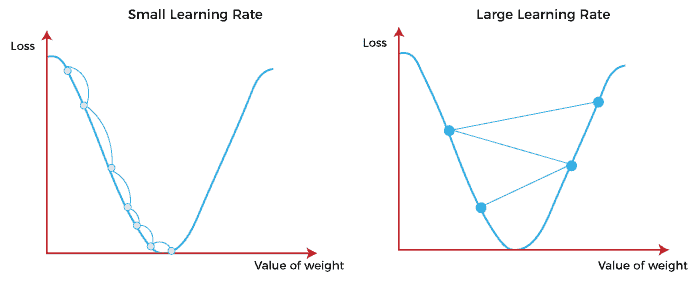 Small Learning Rate
Loss
Value of weight
Large Learning Rate
Loss
Value of weight